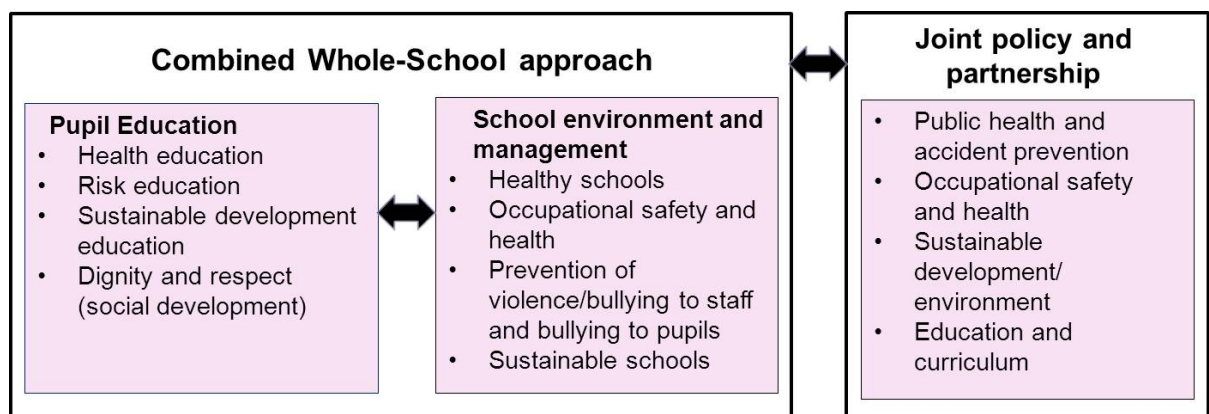 Combined Whole-School approach
Pupil Education
• Health education
• Risk education
• Sustainable development
education
• Dignity and respect
(social development)
School environment and
management
• Healthy schools
• Occupational safety and
health
• Prevention of
violence/bullying to staff
and bullying to pupils
• Sustainable schools
Joint policy and
partnership
• Public health and
accident prevention
• Occupational safety
and health
• Sustainable
development/
environment
• Education and
curriculum